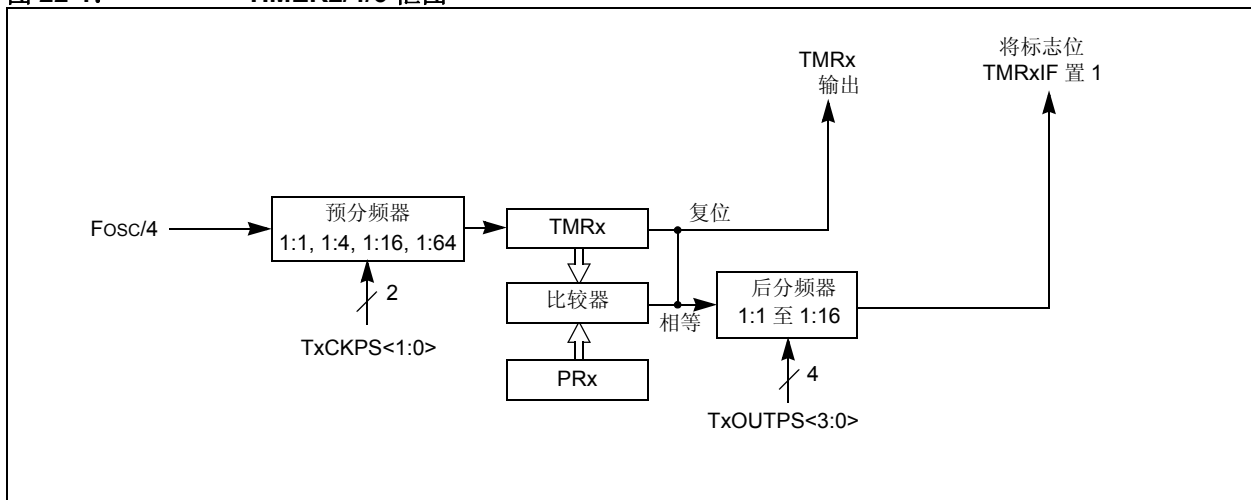 TMRx
输出
将标志位
TMRxIF 置 1
FOSC/4
预分频器
1:1, 1:4, 1:16, 1:64
2
TxCKPS<1:0>
TMRx
复位
比较器
相等
PRx
后分频器
1:1 至 1:16
4
TxOUTPS<3:0>